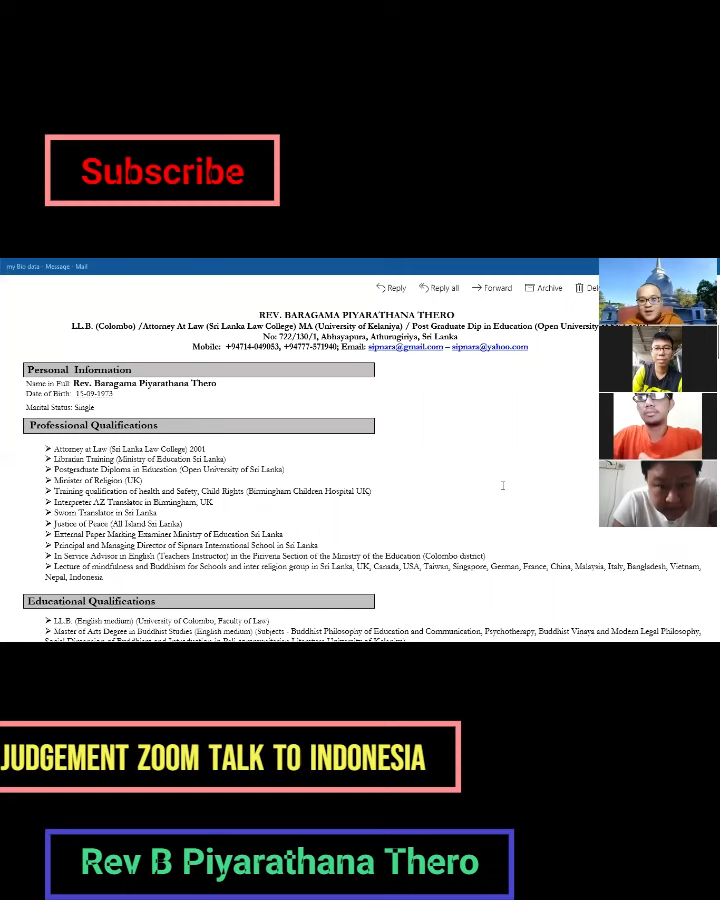 Subscribe
my Bio data - Message - Mail
Reply
Reply all
Forward
Archive
Del
REV. BARAGAMA PIYARATHANA THERO
LL.B. (Colombo) / Attorney At Law (Sri Lanka Law College) MA (University of Kelaniya) / Post Graduate Dip in Education (Open University
No: 722/130/1, Abhayapura, Athurugiriya, Sri Lanka
Mobile: +94714-049053, +94777-571940; Email: sipnara@gmail.com – sipnara@yahoo.com
Personal Information
Name in Full: Rev. Baragama Piyarathana Thero
Date of Birth: 15-09-1973
Marital Status: Single
Professional Qualifications
➢ Attorney at Law (Sri Lanka Law College) 2001
➢ Librarian Training (Ministry of Education Sri Lanka)
➢ Postgraduate Diploma in Education (Open University of Sri Lanka)
➢ Minister of Religion (UK)
➢ Training qualification of health and Safety, Child Rights (Birmingham Children Hospital UK)
➢ Interpreter AZ Translator in Birmingham, UK
➢ Sworn Translator in Sri Lanka
➢ Justice of Peace (All Island Sri Lanka)
➢ External Paper Marking Examiner Ministry of Education Sri Lanka
➢ Principal and Managing Director of Sipnara International School in Sri Lanka
➢ In Service Advisor in English (Teachers Instructor) in the Pirivena Section of the Ministry of the Education (Colombo district)
➢ Lecture of mindfulness and Buddhism for Schools and inter religion group in Sri Lanka, UK, Canada, USA, Taiwan, Singapore, German, France, China, Malaysia, Italy, Bangladesh, Vietnam,
Nepal, Indonesia
Educational Qualifications
➢ LL.B. (English medium) (University of Colombo, Faculty of Law)
➢ Master of Arts Degree in Buddhist Studies (English medium) (Subjects - Buddhist Philosophy of Education and Communication, Psychotherapy, Buddhist Vinaya and Modern Legal Philosophy,
JUDGEMENT ZOOM TALK TO INDONESIA
Rev B Piyarathana Thero